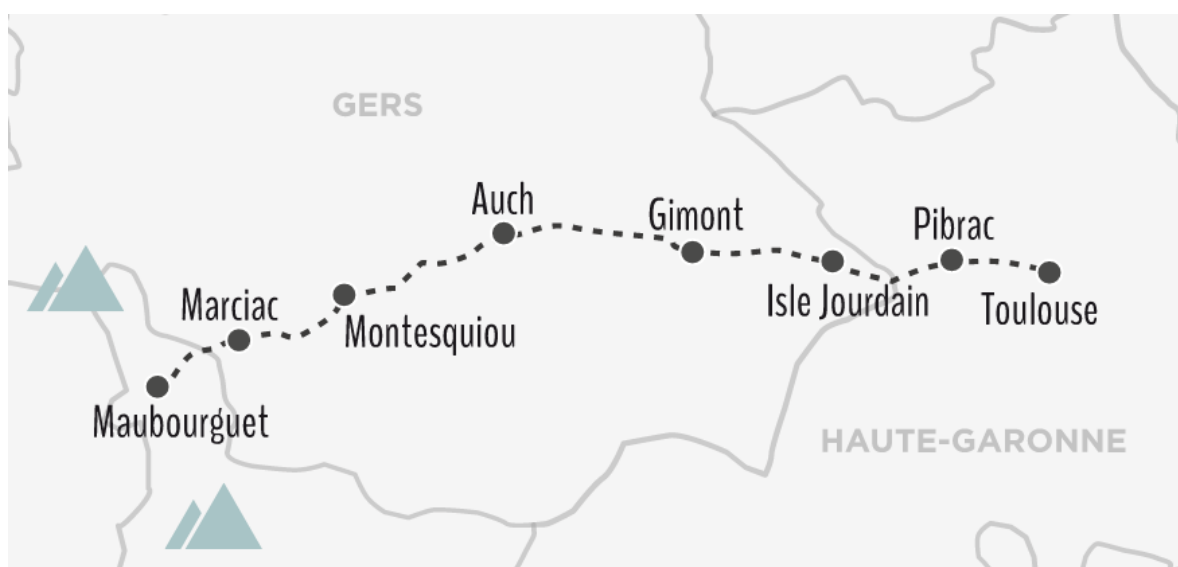 GERS
Auch
Gimont
Pibrac
Isle Jourdain
Toulouse
Marciac
Montesquiou
Maubourguet
HAUTE-GARONNE